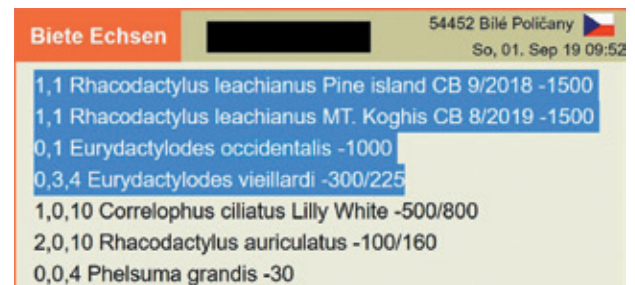 Biete Echsen
54452 Bílé Poličany
So, 01. Sep 19 09:52
1,1 Rhacodactylus leachianus Pine island CB 9/2018 -1500
1,1 Rhacodactylus leachianus MT. Koghis CB 8/2019 -1500
0,1 Eurydactylodes occidentalis -1000
0,3,4 Eurydactylodes vieillardi -300/225
1,0,10 Correlophus ciliatus Lilly White -500/800
2,0,10 Rhacodactylus auriculatus -100/160
0,0,4 Phelsuma grandis -30